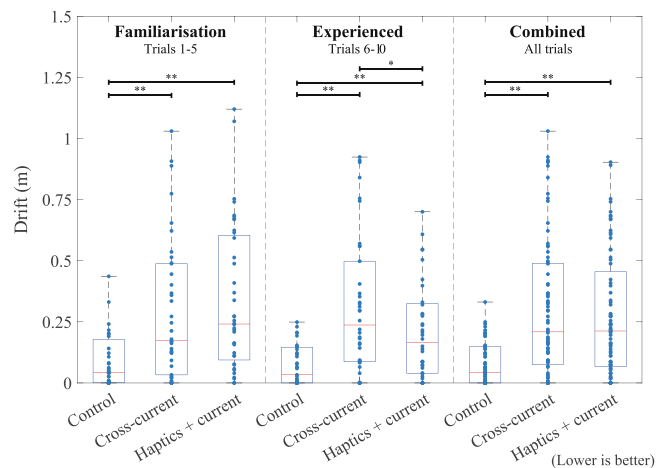 Familiarisation
Trials 1-5
Experienced
Trials 6-10
Combined
All trials
1.5
1.25
1
0.75
0.5
0.25
0
Drift (m)
**
**
*
**
**
**
**
Control
Cross-current
Haptics + current
Control
Cross-current
Haptics + current
Control
Cross-current
Haptics + current
(Lower is better)